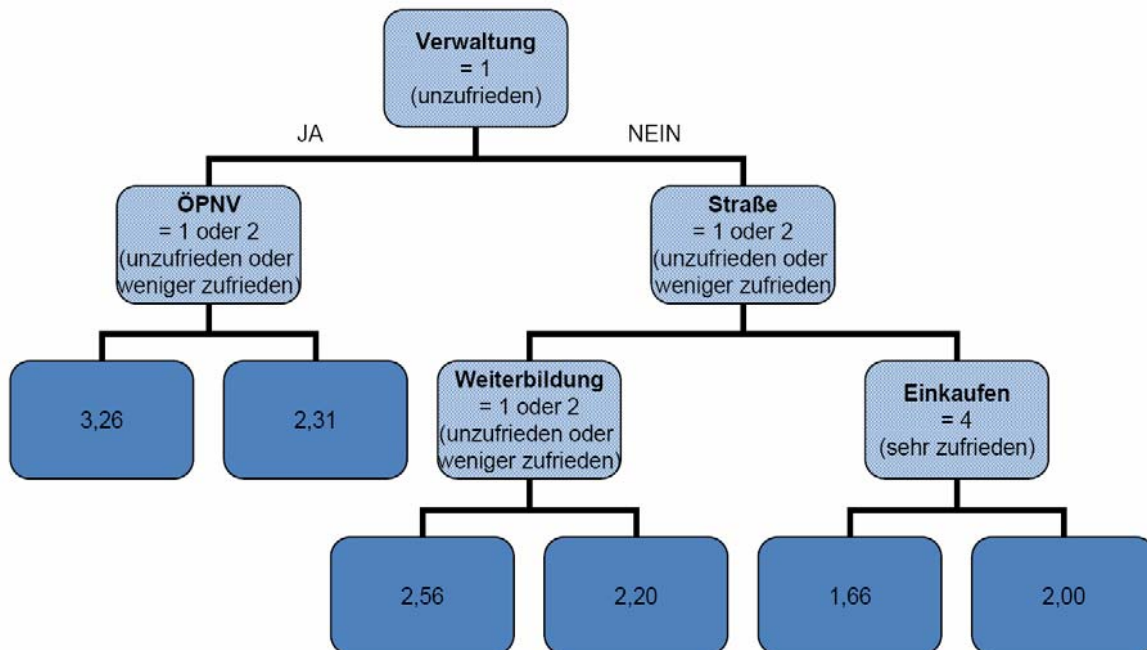 Verwaltung
= 1
(unzufrieden)
JA
NEIN
ÖPNV
= 1 oder 2
(unzufrieden oder
weniger zufrieden)
Straße
= 1 oder 2
(unzufrieden oder
weniger zufrieden
3,26
2,31
Weiterbildung
= 1 oder 2
(unzufrieden oder
weniger zufrieden)
Einkaufen
= 4
(sehr zufrieden)
2,56
2,20
1,66
2,00